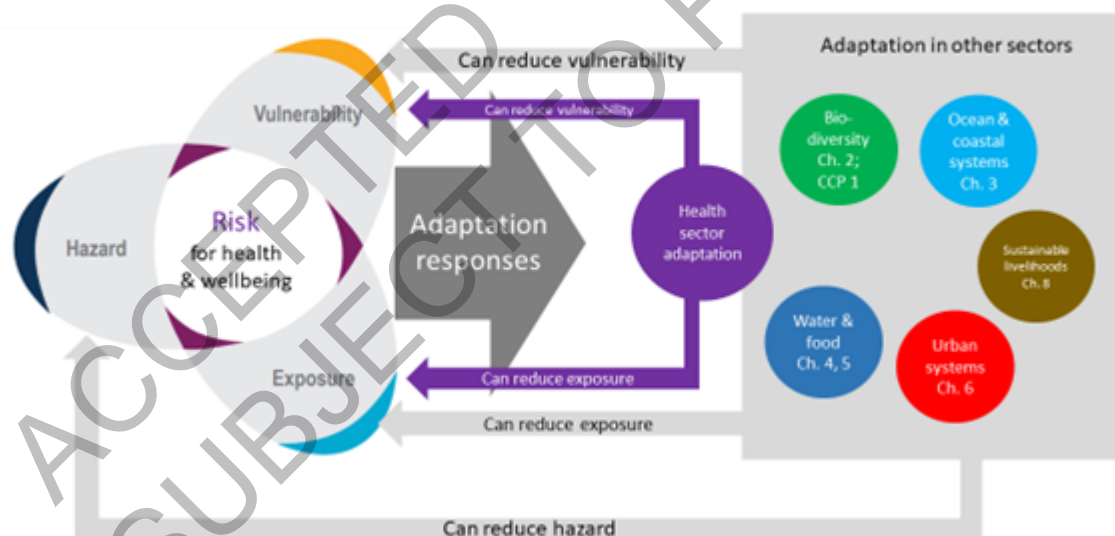 Adaptation in other sectors
Can reduce vulnerability
Can reduce vulnerability
Vulnerability
Hazard
Risk
for health
& wellbeing
Exposure
Adaptation
responses
Health
sector
adaptation
Bio-
diversity
Ch. 2;
CCP 1
Ocean &
coastal
systems
Ch. 3
Sustainable
livelihoods
Ch. 8
Water &
food
Ch. 4, 5
Urban
systems
Ch. 6
Can reduce exposure
Can reduce exposure
Can reduce hazard
ACCEPTED
SUBJECT TO